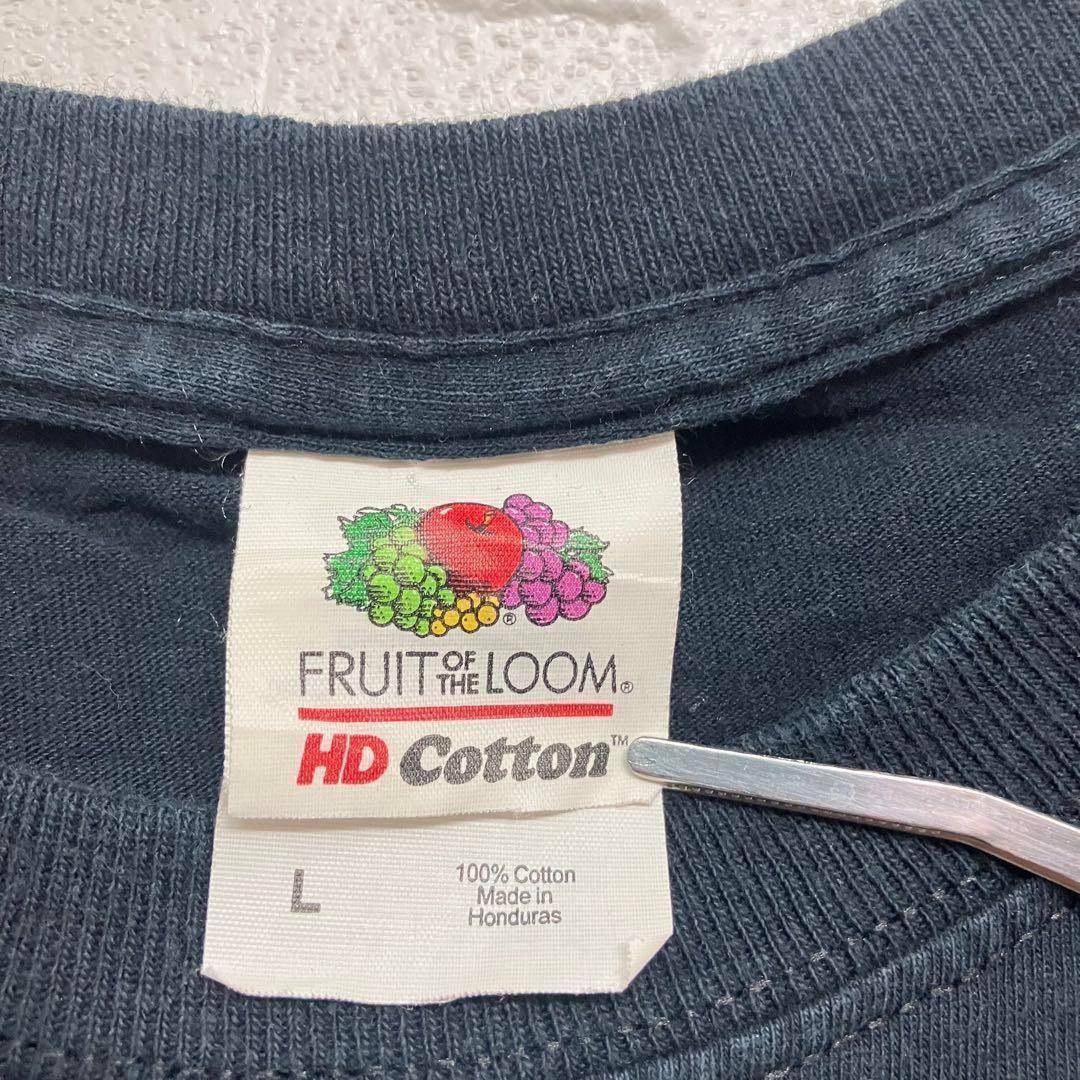 ®
FRUIT OF THE LOOM®
HD Cotton™
L
100% Cotton
Made in
Honduras